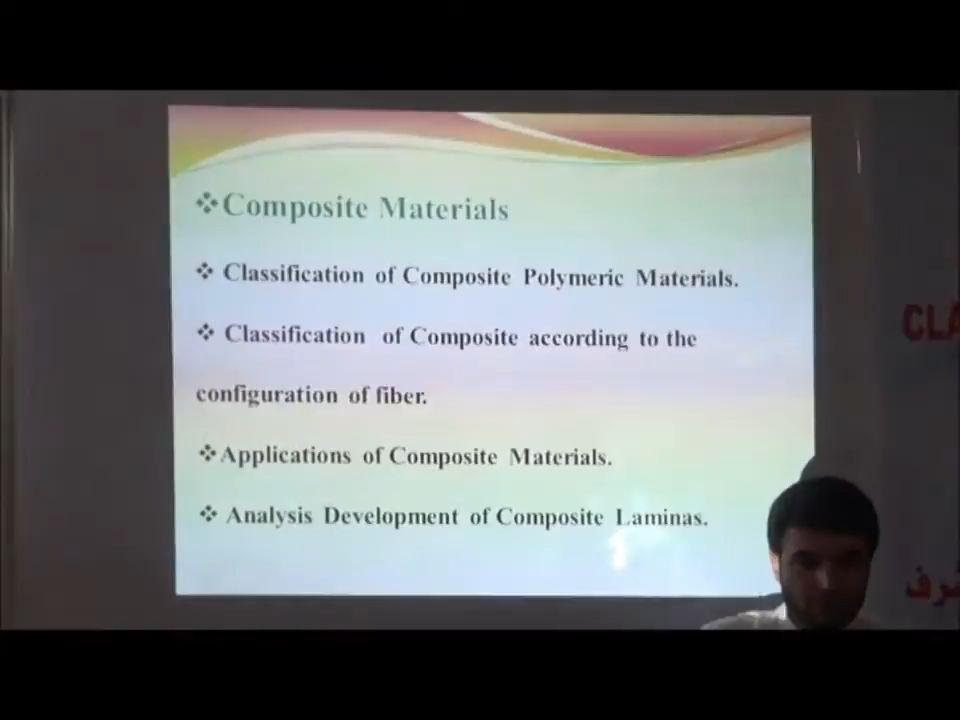 ❖Composite Materials
❖ Classification of Composite Polymeric Materials.
❖ Classification of Composite according to the
configuration of fiber.
❖Applications of Composite Materials.
❖ Analysis Development of Composite Laminas.
CLA